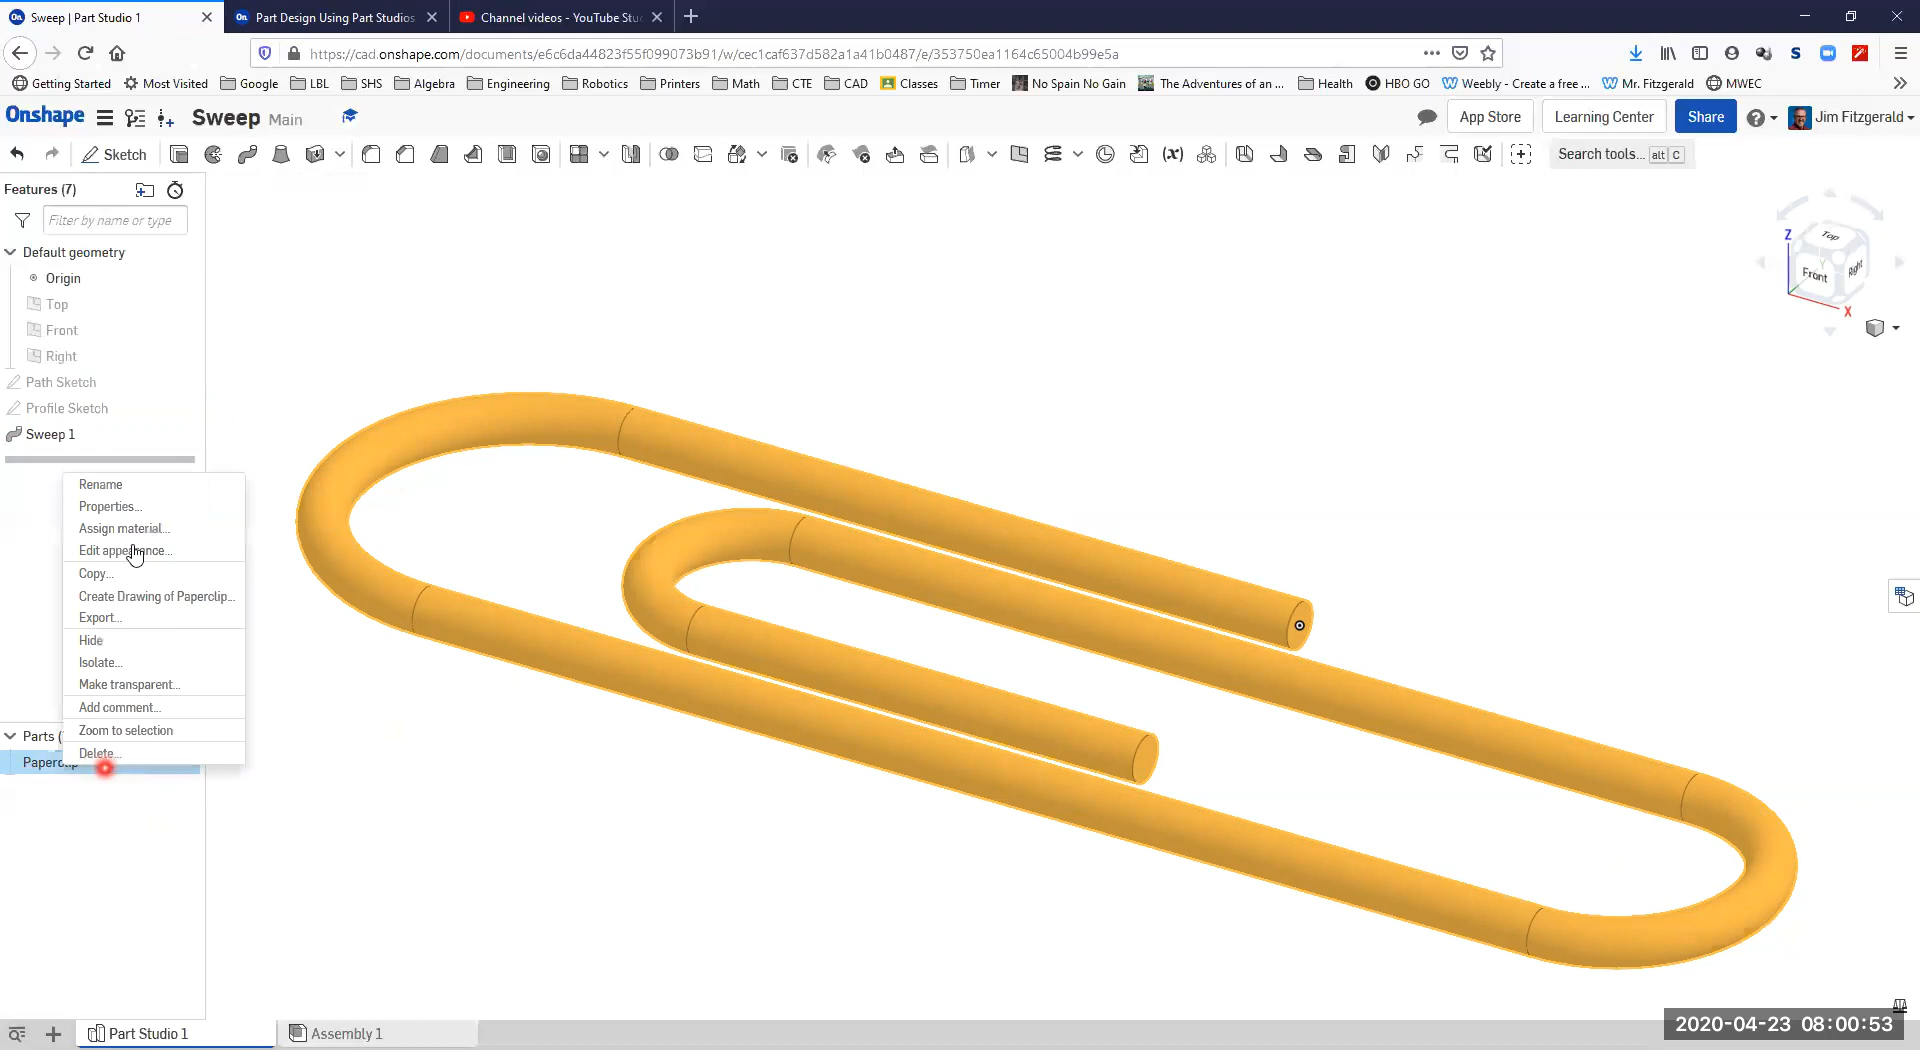 Sweep | Part Studio 1
Part Design Using Part Studios
Channel videos - YouTube Stu
https://cad.onshape.com/documents/e6c6da44823f55f099073b91/w/cec1caf637d582a1a41b0487/e/353750ea1164c65004b99e5a
Getting Started
Most Visited
Google
LBL
SHS
Algebra
Engineering
Robotics
Printers
Math
CTE
CAD
Classes
Timer
No Spain No Gain
The Adventures of an ...
Health
HBO GO
Weebly - Create a free ...
Mr. Fitzgerald
MWEC
Onshape
Sweep Main
App Store
Learning Center
Share
Jim Fitzgerald
Sketch
Search tools... alt C
Features (7)
Filter by name or type
Default geometry
Origin
Top
Front
Right
Path Sketch
Profile Sketch
Sweep 1
Rename
Properties...
Assign material...
Edit appearance...
Copy...
Create Drawing of Paperclip...
Export...
Hide
Isolate...
Make transparent...
Add comment...
Zoom to selection
Delete...
Parts (
Paperclip
Z
Top
Front
Right
Y
X
Part Studio 1
Assembly 1
2020-04-23 08:00:53